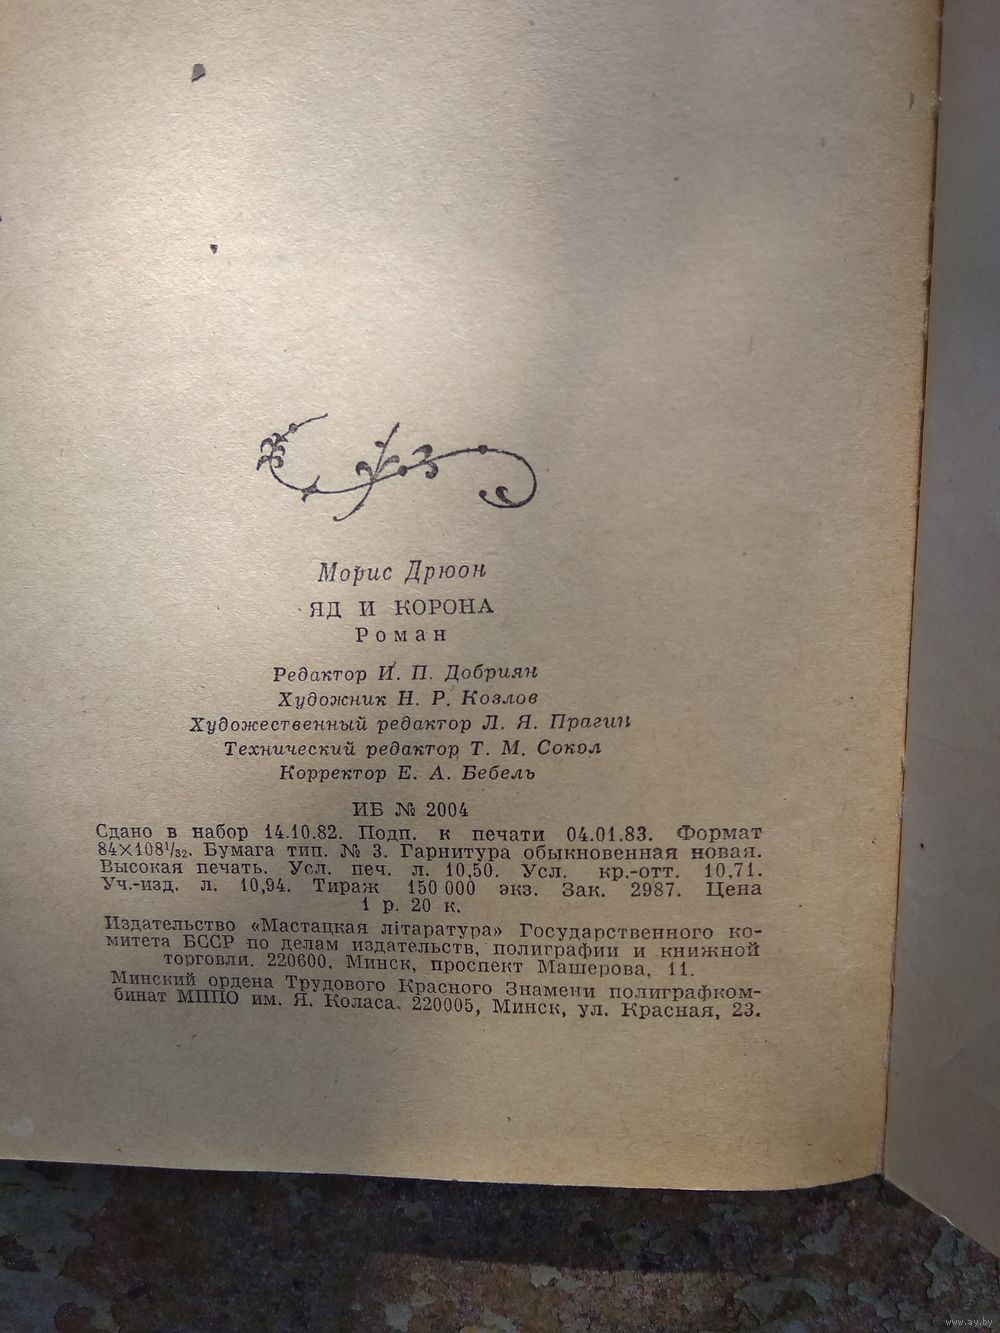 Морис Дрюон
ЯД И КОРОНА
Роман
Редактор И. П. Добриян
Художник Н. Р. Козлов
Художественный редактор Л. Я. Прагин
Технический редактор Т. М. Сокол
Корректор Е. А. Бебель
ИБ № 2004
Сдано в набор 14.10.82. Подп. к печати 04.01.83. Формат
84×108¹/₃₂. Бумага тип. № 3. Гарнитура обыкновенная новая.
Высокая печать. Усл. печ. л. 10,50. Усл. кр.-отт. 10,71.
Уч.-изд. л. 10,94. Тираж 150 000 экз. Зак. 2987. Цена
1 р. 20 к.
Издательство «Мастацкая літаратура» Государственного ко-
митета БССР по делам издательств, полиграфии и книжной
торговли. 220600, Минск, проспект Машерова, 11.
Минский ордена Трудового Красного Знамени полиграфком-
бинат МППО им. Я. Коласа. 220005, Минск, ул. Красная, 23.
www.ay.by